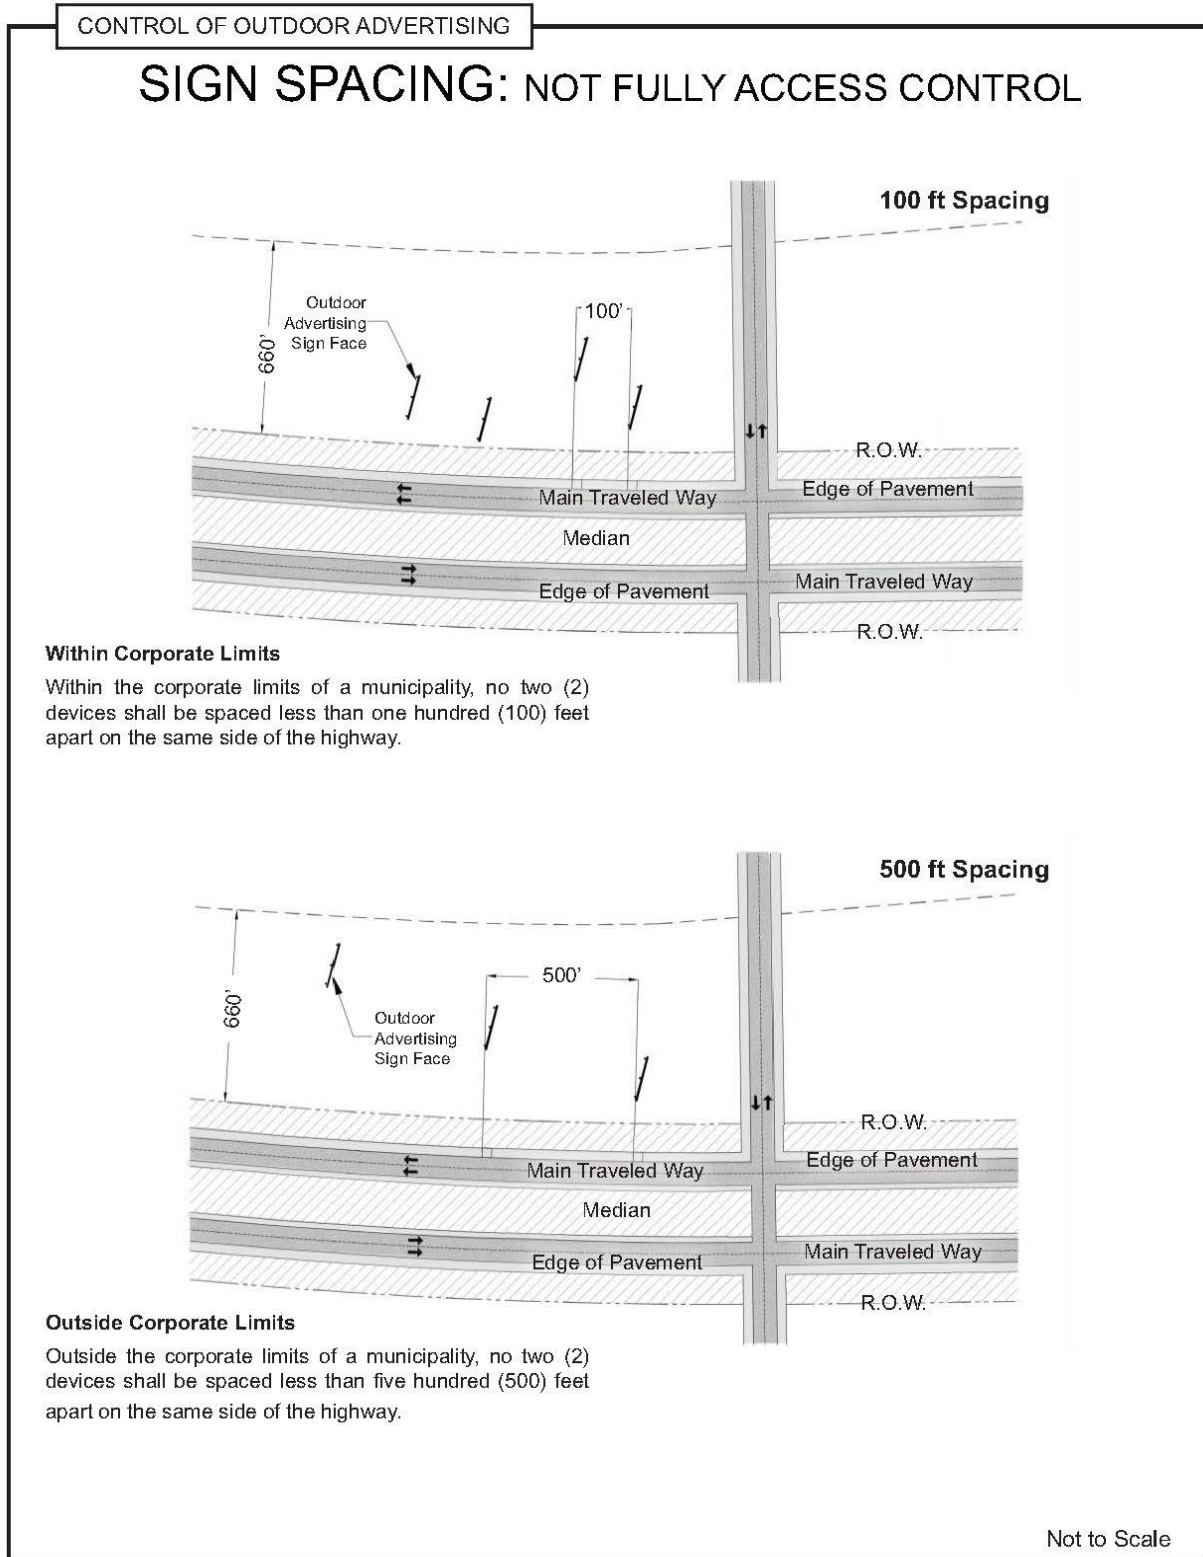 CONTROL OF OUTDOOR ADVERTISING
SIGN SPACING: NOT FULLY ACCESS CONTROL
100 ft Spacing
660'
Outdoor
Advertising
Sign Face
100'
R.O.W.
Main Traveled Way
Edge of Pavement
Median
Edge of Pavement
Main Traveled Way
R.O.W.
Within Corporate Limits
Within the corporate limits of a municipality, no two (2)
devices shall be spaced less than one hundred (100) feet
apart on the same side of the highway.
500 ft Spacing
660'
500'
Outdoor
Advertising
Sign Face
R.O.W.
Main Traveled Way
Edge of Pavement
Median
Edge of Pavement
Main Traveled Way
R.O.W.
Outside Corporate Limits
Outside the corporate limits of a municipality, no two (2)
devices shall be spaced less than five hundred (500) feet
apart on the same side of the highway.
Not to Scale